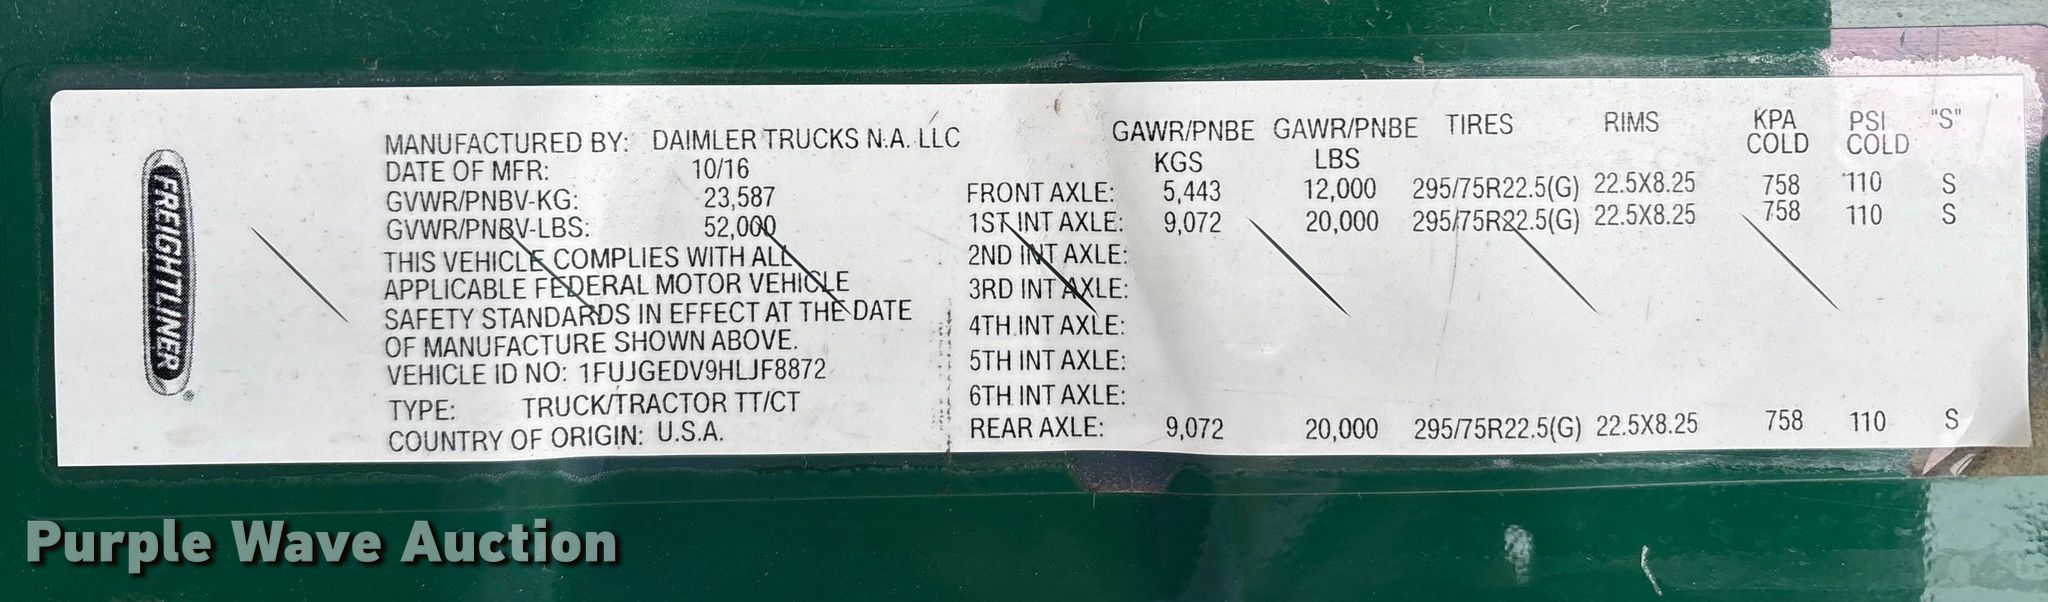 FREIGHTLINER
MANUFACTURED BY: DAIMLER TRUCKS N.A. LLC
DATE OF MFR: 10/16
GVWR/PNBV-KG: 23,587
GVWR/PNBV-LBS: 52,000
THIS VEHICLE COMPLIES WITH ALL
APPLICABLE FEDERAL MOTOR VEHICLE
SAFETY STANDARDS IN EFFECT AT THE DATE
OF MANUFACTURE SHOWN ABOVE.
VEHICLE ID NO: 1FUJGEDV9HLJF8872
TYPE: TRUCK/TRACTOR TT/CT
COUNTRY OF ORIGIN: U.S.A.
GAWR/PNBE GAWR/PNBE TIRES RIMS KPA PSI "S"
KGS LBS COLD COLD
FRONT AXLE: 5,443 12,000 295/75R22.5(G) 22.5X8.25 758 110 S
1ST INT AXLE: 9,072 20,000 295/75R22.5(G) 22.5X8.25 758 110 S
2ND INT AXLE:
3RD INT AXLE:
4TH INT AXLE:
5TH INT AXLE:
6TH INT AXLE:
REAR AXLE: 9,072 20,000 295/75R22.5(G) 22.5X8.25 758 110 S
Purple Wave Auction